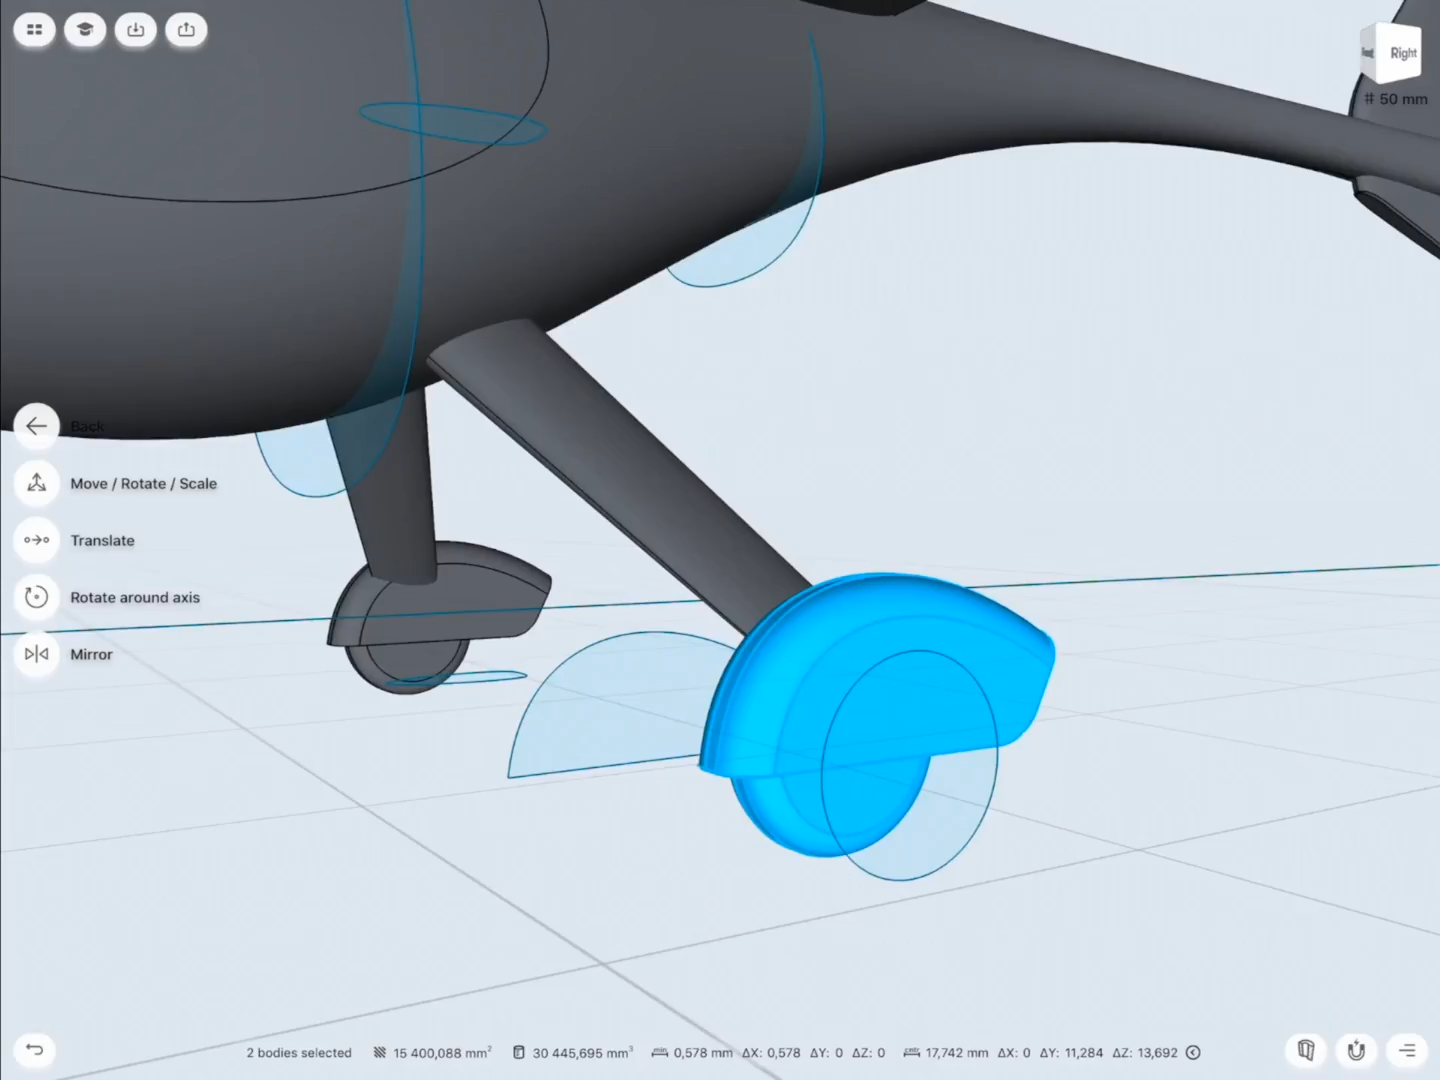 Right
# 50 mm
Back
Move / Rotate / Scale
Translate
Rotate around axis
Mirror
2 bodies selected 15 400,088 mm² 30 445,695 mm³ min 0,578 mm ΔX: 0,578 ΔY: 0 ΔZ: 0 cntr 17,742 mm ΔX: 0 ΔY: 11,284 ΔZ: 13,692